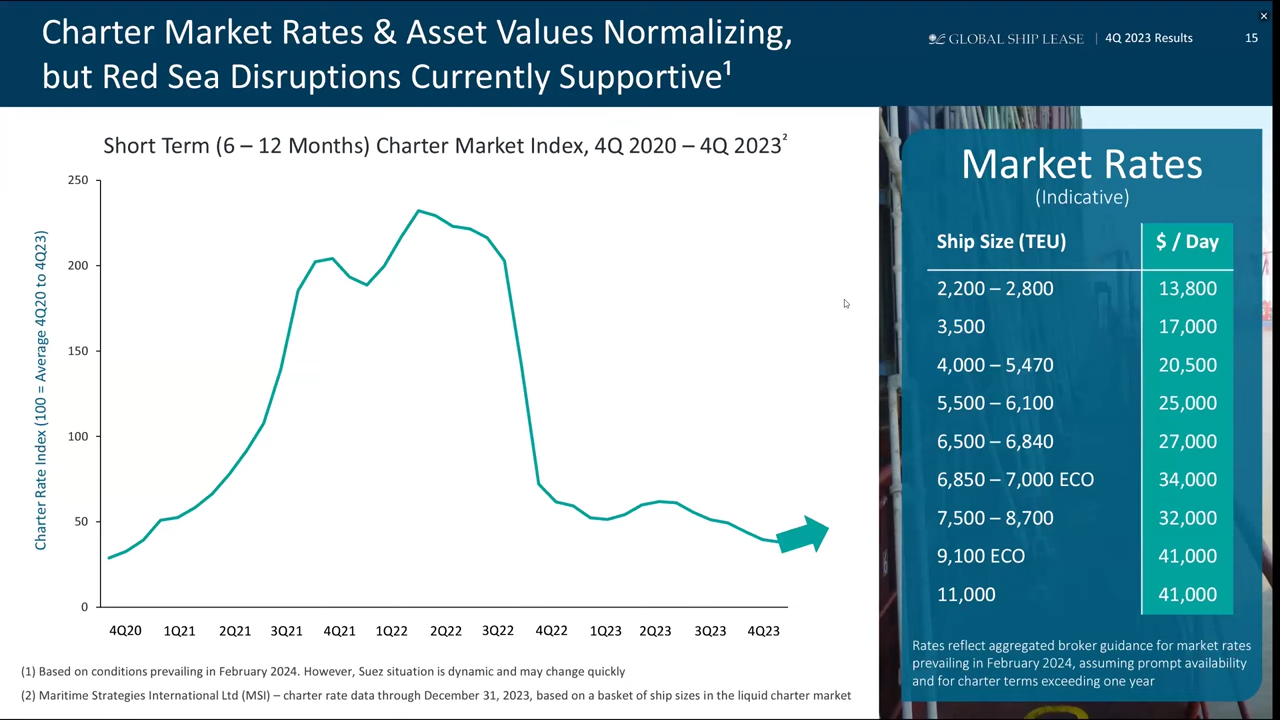 Charter Market Rates & Asset Values Normalizing,
but Red Sea Disruptions Currently Supportive¹
GLOBAL SHIP LEASE | 4Q 2023 Results 15
Short Term (6 – 12 Months) Charter Market Index, 4Q 2020 – 4Q 2023²
Charter Rate Index (100 = Average 4Q20 to 4Q23)
250
200
150
100
50
0
4Q20 1Q21 2Q21 3Q21 4Q21 1Q22 2Q22 3Q22 4Q22 1Q23 2Q23 3Q23 4Q23
(1) Based on conditions prevailing in February 2024. However, Suez situation is dynamic and may change quickly
(2) Maritime Strategies International Ltd (MSI) – charter rate data through December 31, 2023, based on a basket of ship sizes in the liquid charter market
Market Rates
(Indicative)
Ship Size (TEU) $ / Day
2,200 – 2,800 13,800
3,500 17,000
4,000 – 5,470 20,500
5,500 – 6,100 25,000
6,500 – 6,840 27,000
6,850 – 7,000 ECO 34,000
7,500 – 8,700 32,000
9,100 ECO 41,000
11,000 41,000
Rates reflect aggregated broker guidance for market rates
prevailing in February 2024, assuming prompt availability
and for charter terms exceeding one year